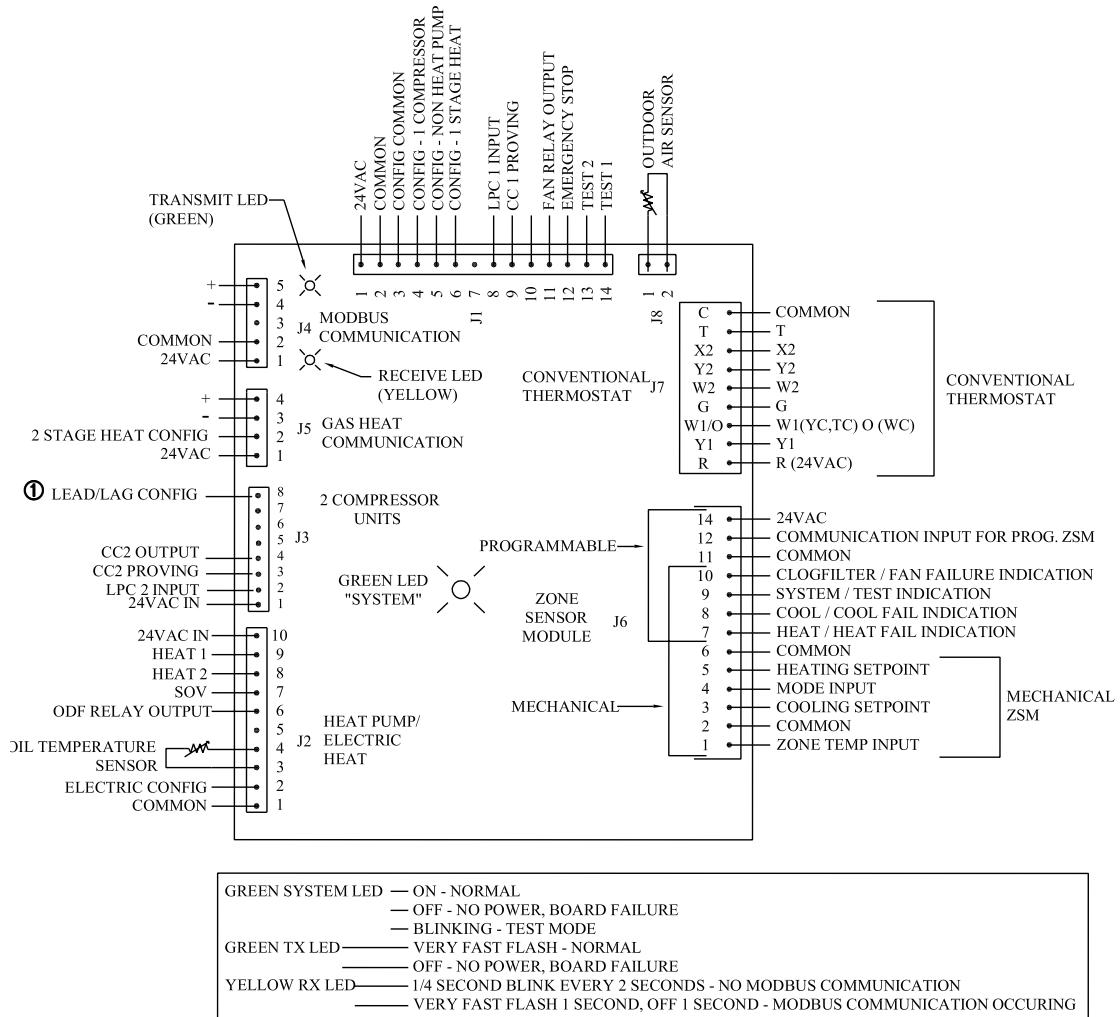 24VAC
COMMON
CONFIG COMMON
CONFIG - 1 COMPRESSOR
CONFIG - NON HEAT PUMP
CONFIG - 1 STAGE HEAT
LPC 1 INPUT
CC 1 PROVING
FAN RELAY OUTPUT
EMERGENCY STOP
TEST 2
TEST 1
OUTDOOR
AIR SENSOR
1
2
3
4
5
6
7
8
9
10
11
12
13
14
J1
1
2
J8
TRANSMIT LED
(GREEN)
+ 5
- 4
3
COMMON 2
24VAC 1
J4
MODBUS
COMMUNICATION
RECEIVE LED
(YELLOW)
+ 4
- 3
2 STAGE HEAT CONFIG 2
24VAC 1
J5
GAS HEAT
COMMUNICATION
① LEAD/LAG CONFIG 8
7
6
5
CC2 OUTPUT 4
CC2 PROVING 3
LPC 2 INPUT 2
24VAC IN 1
J3
2 COMPRESSOR
UNITS
GREEN LED
"SYSTEM"
24VAC IN 10
HEAT 1 9
HEAT 2 8
SOV 7
ODF RELAY OUTPUT 6
5
OIL TEMPERATURE 4
SENSOR 3
ELECTRIC CONFIG 2
COMMON 1
J2
HEAT PUMP/
ELECTRIC
HEAT
CONVENTIONAL
THERMOSTAT
J7
C COMMON
T T
X2 X2
Y2 Y2
W2 W2
G G
W1/O W1(YC,TC) O (WC)
Y1 Y1
R R (24VAC)
CONVENTIONAL
THERMOSTAT
PROGRAMMABLE
ZONE
SENSOR
MODULE
J6
MECHANICAL
14 24VAC
12 COMMUNICATION INPUT FOR PROG. ZSM
11 COMMON
10 CLOGFILTER / FAN FAILURE INDICATION
9 SYSTEM / TEST INDICATION
8 COOL / COOL FAIL INDICATION
7 HEAT / HEAT FAIL INDICATION
6 COMMON
5 HEATING SETPOINT
4 MODE INPUT
3 COOLING SETPOINT
2 COMMON
1 ZONE TEMP INPUT
MECHANICAL
ZSM
GREEN SYSTEM LED ON - NORMAL
OFF - NO POWER, BOARD FAILURE
BLINKING - TEST MODE
GREEN TX LED VERY FAST FLASH - NORMAL
OFF - NO POWER, BOARD FAILURE
YELLOW RX LED 1/4 SECOND BLINK EVERY 2 SECONDS - NO MODBUS COMMUNICATION
VERY FAST FLASH 1 SECOND, OFF 1 SECOND - MODBUS COMMUNICATION OCCURING